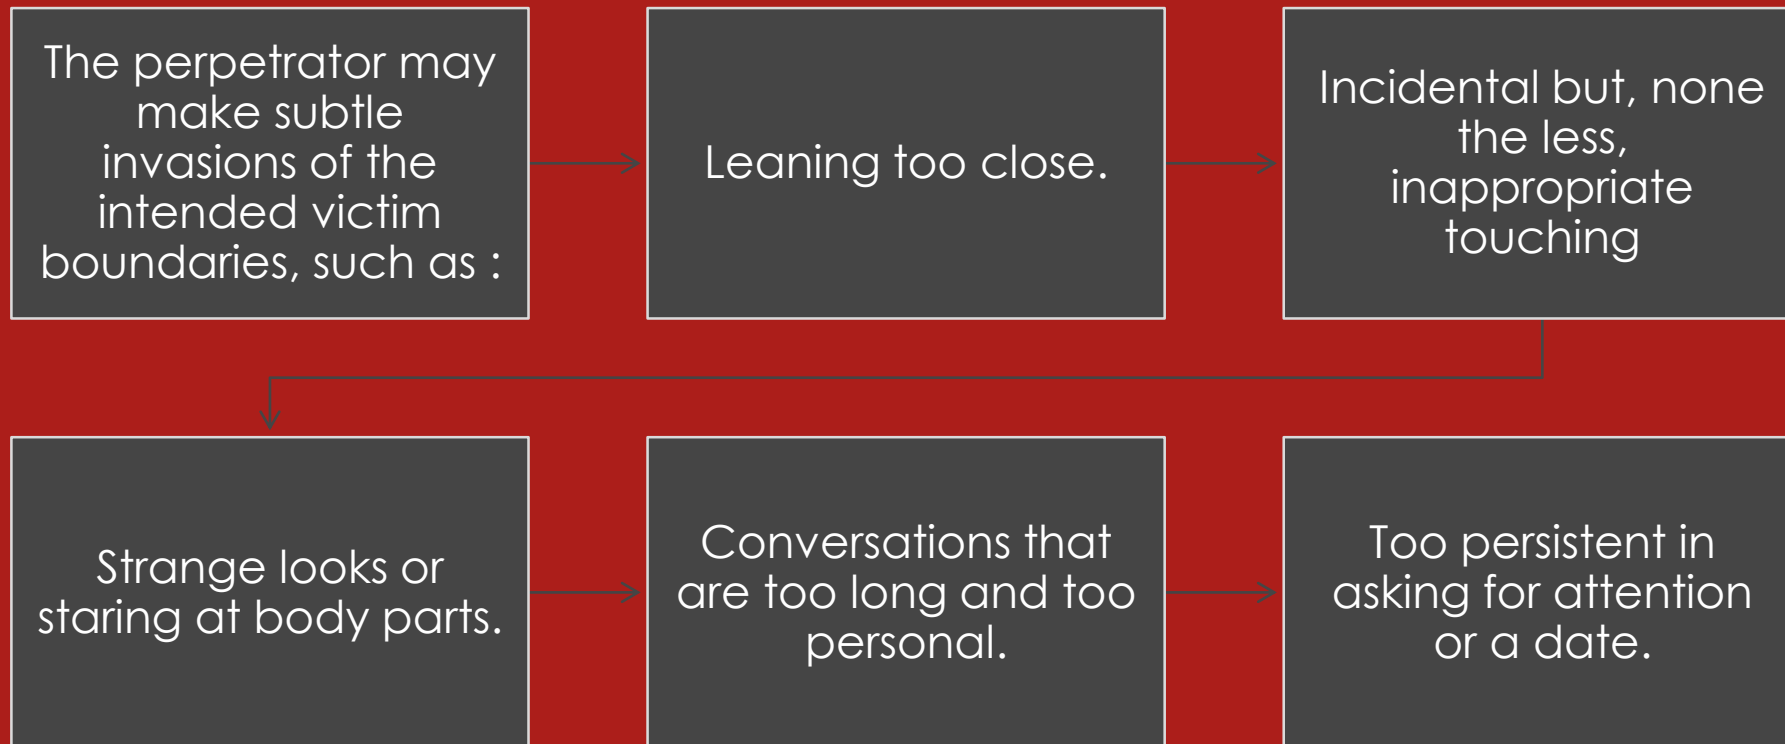 The perpetrator may
make subtle
invasions of the
intended victim
boundaries, such as :
Leaning too close.
Incidental but, none
the less,
inappropriate
touching
Strange looks or
staring at body parts.
Conversations that
are too long and too
personal.
Too persistent in
asking for attention
or a date.